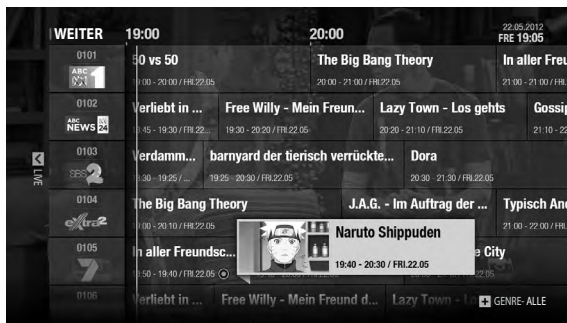 WEITER 19:00 20:00 22.05.2012
FRE 19:05
0101 50 vs 50 The Big Bang Theory In aller Freu
ABC 1 19:00 - 20:00 / FRI.22.05 20:00 - 21:00 / FRI.22.05 21:00 - 21:00 / FRI.
0102 Verliebt in ... Free Willy - Mein Freun... Lazy Town - Los gehts Gossip
ABC NEWS 24 18:45 - 19:30 / FRI.22... 19:30 - 20:20 / FRI.22.05 20:20 - 21:10 / FRI.22.05 21:10 - 22
0103 Verdamm... barnyard der tierisch verrückte... Dora
SBS 2 18:30 - 19:25 / ... 19:25 - 20:30 / FRI.22.05 20:30 - 21:30 / FRI.22.05
LIVE
0104 The Big Bang Theory J.A.G. - Im Auftrag der ... Typisch And
extra2 19:00 - 20:10 / FRI.22.05 21:00 - 22:00 / FRI.
Naruto Shippuden
0105 In aller Freundsc... e City
7 18:50 - 19:40 / FRI.22.05 19:40 - 20:30 / FRI.22.05
0106 Verliebt in ... Free Willy - Mein Freund d... Lazy Town - Lo
GENRE- ALLE